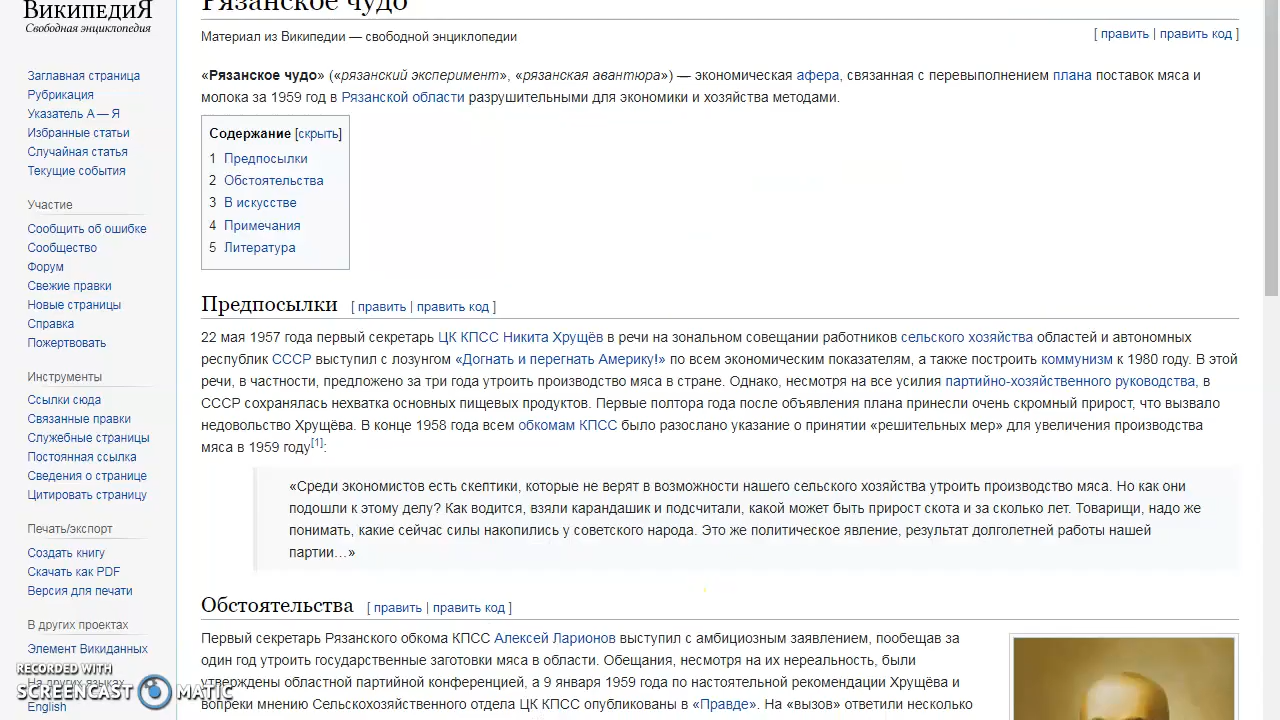 ВикипедиЯ
Свободная энциклопедия
Заглавная страница
Рубрикация
Указатель А — Я
Избранные статьи
Случайная статья
Текущие события
Участие
Сообщить об ошибке
Сообщество
Форум
Свежие правки
Новые страницы
Справка
Пожертвовать
Инструменты
Ссылки сюда
Связанные правки
Служебные страницы
Постоянная ссылка
Сведения о странице
Цитировать страницу
Печать/экспорт
Создать книгу
Скачать как PDF
Версия для печати
В других проектах
Элемент Викиданных
На других языках
English
RECORDED WITH
SCREENCAST MATIC
Рязанское чудо
[ править | править код ]
Материал из Википедии — свободной энциклопедии
«Рязанское чудо» («рязанский эксперимент», «рязанская авантюра») — экономическая афера, связанная с перевыполнением плана поставок мяса и
молока за 1959 год в Рязанской области разрушительными для экономики и хозяйства методами.
Содержание [скрыть]
1 Предпосылки
2 Обстоятельства
3 В искусстве
4 Примечания
5 Литература
Предпосылки [ править | править код ]
22 мая 1957 года первый секретарь ЦК КПСС Никита Хрущёв в речи на зональном совещании работников сельского хозяйства областей и автономных
республик СССР выступил с лозунгом «Догнать и перегнать Америку!» по всем экономическим показателям, а также построить коммунизм к 1980 году. В этой
речи, в частности, предложено за три года утроить производство мяса в стране. Однако, несмотря на все усилия партийно-хозяйственного руководства, в
СССР сохранялась нехватка основных пищевых продуктов. Первые полтора года после объявления плана принесли очень скромный прирост, что вызвало
недовольство Хрущёва. В конце 1958 года всем обкомам КПСС было разослано указание о принятии «решительных мер» для увеличения производства
мяса в 1959 году[1]:
«Среди экономистов есть скептики, которые не верят в возможности нашего сельского хозяйства утроить производство мяса. Но как они
подошли к этому делу? Как водится, взяли карандашик и подсчитали, какой может быть прирост скота и за сколько лет. Товарищи, надо же
понимать, какие сейчас силы накопились у советского народа. Это же политическое явление, результат долголетней работы нашей
партии…»
Обстоятельства [ править | править код ]
Первый секретарь Рязанского обкома КПСС Алексей Ларионов выступил с амбициозным заявлением, пообещав за
один год утроить государственные заготовки мяса в области. Обещания, несмотря на их нереальность, были
утверждены областной партийной конференцией, а 9 января 1959 года по настоятельной рекомендации Хрущёва и
вопреки мнению Сельскохозяйственного отдела ЦК КПСС опубликованы в «Правде». На «вызов» ответили несколько